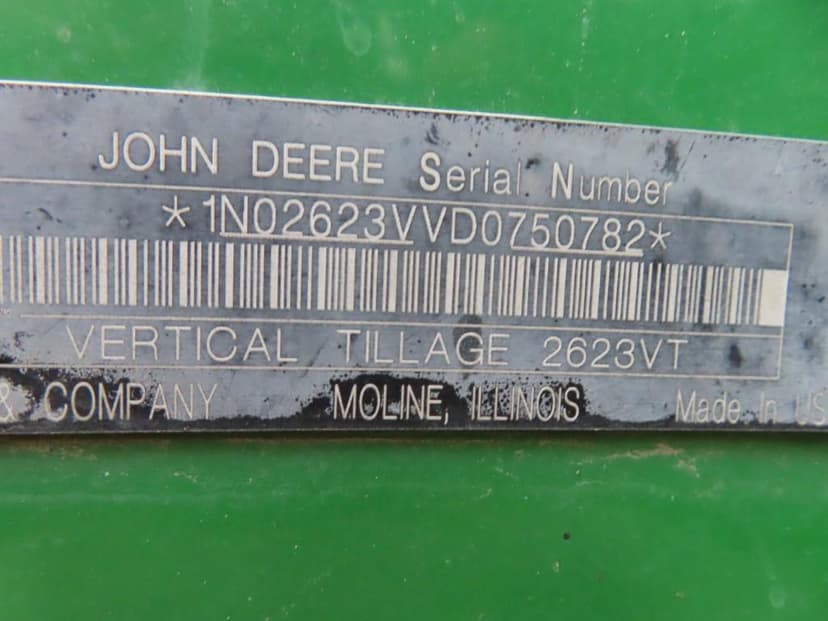 JOHN DEERE Serial Number
*1N02623VVD0750782*
VERTICAL TILLAGE 2623VT
& COMPANY MOLINE, ILLINOIS Made In US